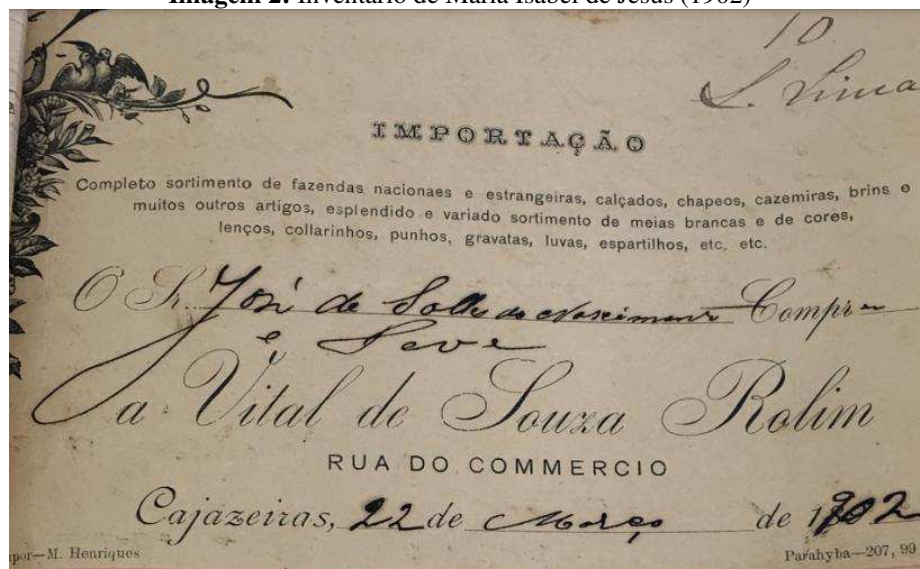 Imagem 2: Inventário de Maria Isabel de Jesus (1902)
10
S. Lima
IMPORTAÇÃO
Completo sortimento de fazendas nacionaes e estrangeiras, calçados, chapeos, cazemiras, brins e
muitos outros artigos, esplendido e variado sortimento de meias brancas e de cores,
lenços, collarinhos, punhos, gravatas, luvas, espartilhos, etc. etc.
O Sr. José de Salles do Nascimento Comprou
e Deve
a Vital de Souza Rolim
RUA DO COMMERCIO
Cajazeiras, 22 de Março de 1902
por—M. Henriques
Parahyba—207, 99